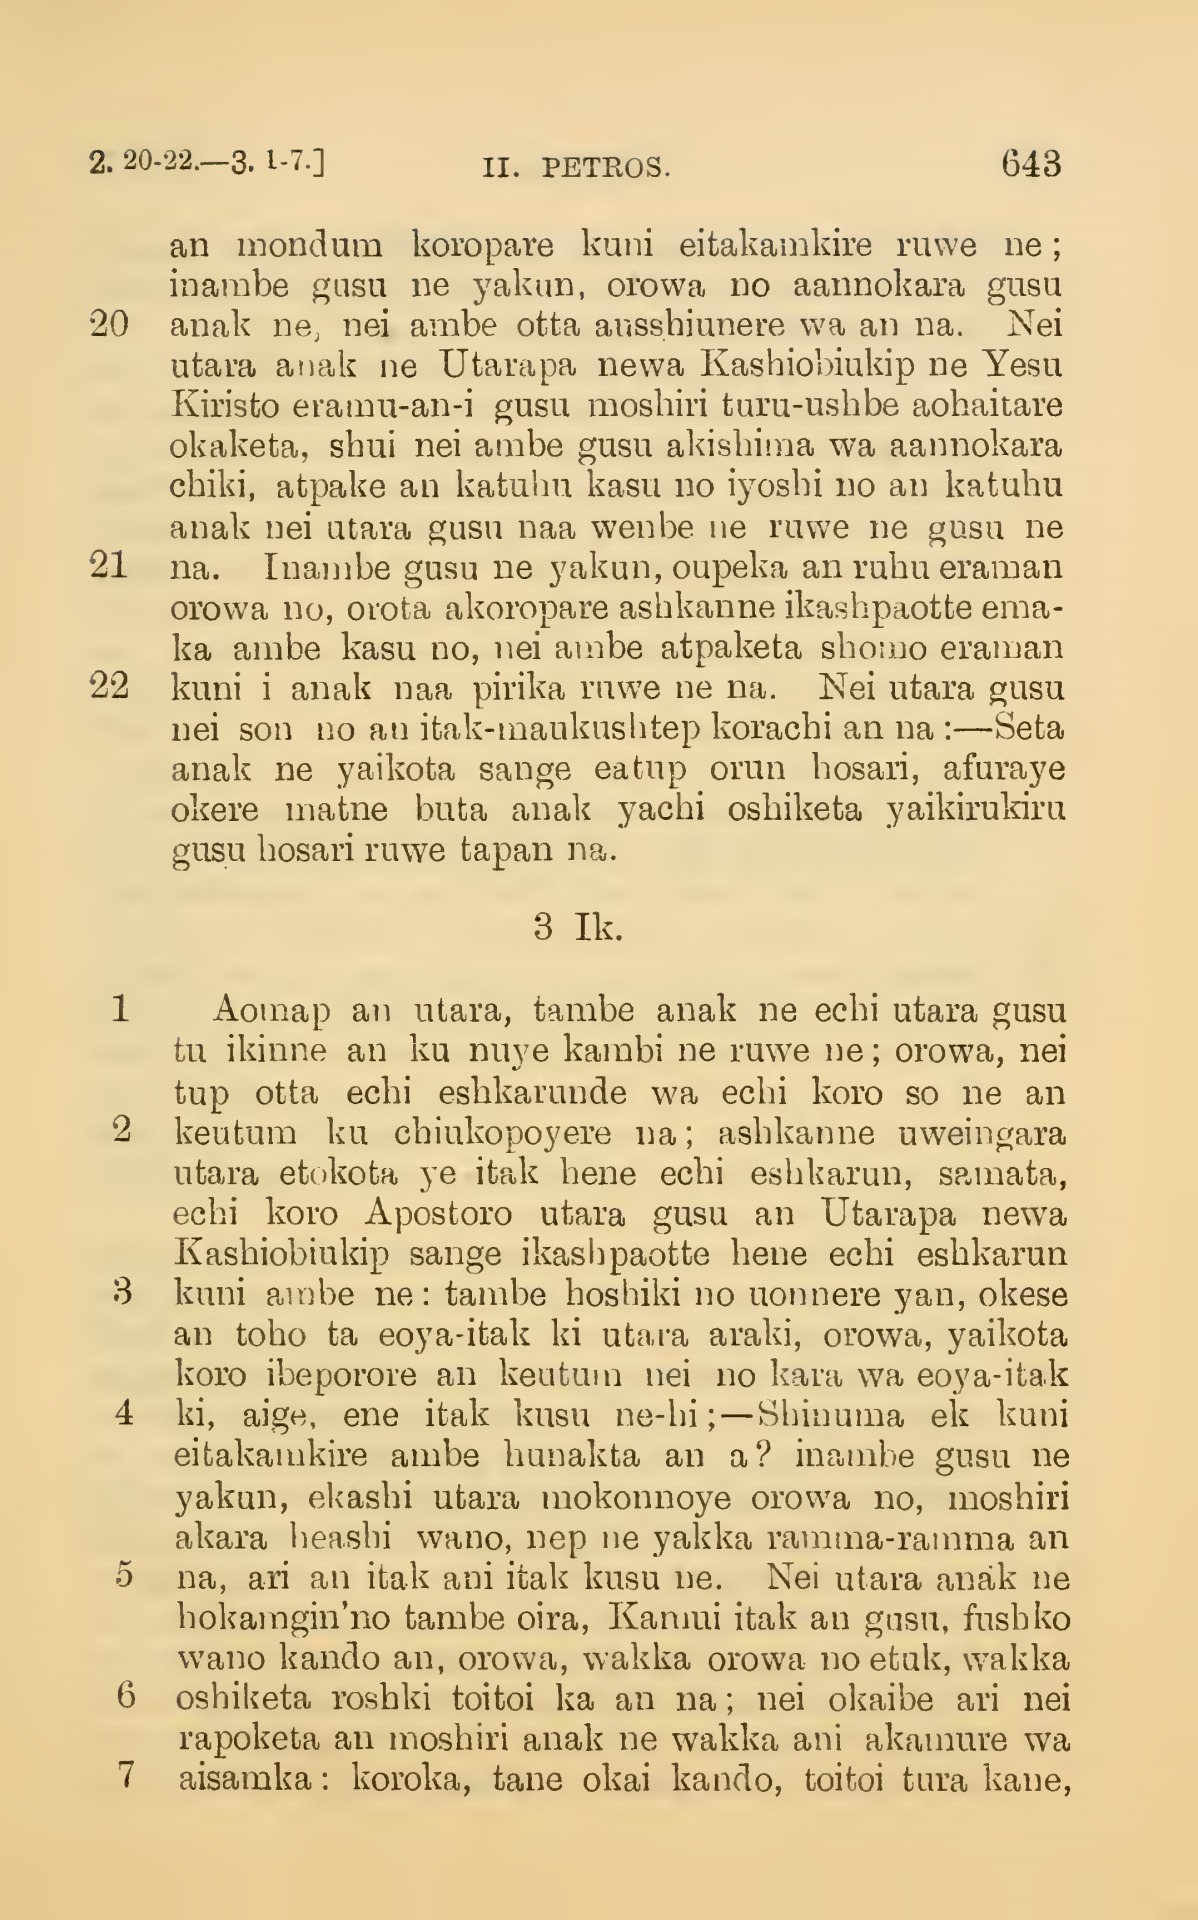 2. 20-22.—3. 1-7.] II. PETROS. 643
an mondum koropare kuni eitakamkire ruwe ne;
inambe gusu ne yakun, orowa no aannokara gusu
20 anak ne, nei ambe otta ausshiunere wa an na. Nei
utara anak ne Utarapa newa Kashiobiukip ne Yesu
Kiristo eramu-an-i gusu moshiri turu-ushbe aohaitare
okaketa, shui nei ambe gusu akishima wa aannokara
chiki, atpake an katuhu kasu no iyoshi no an katuhu
anak nei utara gusu naa wenbe ne ruwe ne gusu ne
21 na. Inambe gusu ne yakun, oupeka an ruhu eraman
orowa no, orota akoropare ashkanne ikashpaotte ema-
ka ambe kasu no, nei ambe atpaketa shomo eraman
22 kuni i anak naa pirika ruwe ne na. Nei utara gusu
nei son no an itak-maukushtep korachi an na:—Seta
anak ne yaikota sange eatup orun hosari, afuraye
okere matne buta anak yachi oshiketa yaikirukiru
gusu hosari ruwe tapan na.
3 Ik.
1 Aomap an utara, tambe anak ne echi utara gusu
tu ikinne an ku nuye kambi ne ruwe ne; orowa, nei
tup otta echi eshkarunde wa echi koro so ne an
2 keutum ku chiukopoyere na; ashkanne uweingara
utara etokota ye itak hene echi eshkarun, samata,
echi koro Apostoro utara gusu an Utarapa newa
Kashiobiukip sange ikashpaotte hene echi eshkarun
3 kuni ambe ne: tambe hoshiki no uonnere yan, okese
an toho ta eoya-itak ki utara araki, orowa, yaikota
koro ibeporore an keutum nei no kara wa eoya-itak
4 ki, aige, ene itak kusu ne-hi;—Shinuma ek kuni
eitakamkire ambe hunakta an a? inambe gusu ne
yakun, ekashi utara mokonnoye orowa no, moshiri
akara heashi wano, nep ne yakka ramma-ramma an
5 na, ari an itak ani itak kusu ne. Nei utara anak ne
hokamgin'no tambe oira, Kamui itak an gusu, fushko
wano kando an, orowa, wakka orowa no etuk, wakka
6 oshiketa roshki toitoi ka an na; nei okaibe ari nei
rapoketa an moshiri anak ne wakka ani akamure wa
7 aisamka: koroka, tane okai kando, toitoi tura kane,